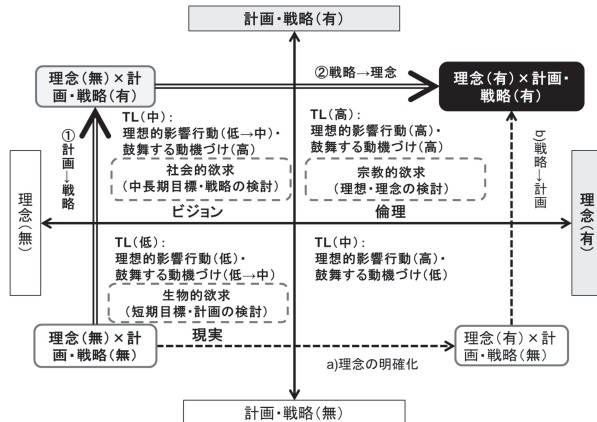 計画・戦略(有)
理念(無)×計
画・戦略(有)
②戦略→理念
理念(有)×計画・
戦略(有)
①計画→戦略
TL(中):
理想的影響行動(低→中)・
鼓舞する動機づけ(高)
社会的欲求
(中長期目標・戦略の検討)
TL(高):
理想的影響行動(高)・
鼓舞する動機づけ(高)
宗教的欲求
(理想・理念の検討)
b)戦略→計画
理念(無)
ビジョン
倫理
理念(有)
TL(低):
理想的影響行動(低)・
鼓舞する動機づけ(低→中)
生物的欲求
(短期目標・計画の検討)
TL(中):
理想的影響行動(高)・
鼓舞する動機づけ(低)
理念(無)×計
画・戦略(無)
現実
a)理念の明確化
理念(有)×計
画・戦略(無)
計画・戦略(無)